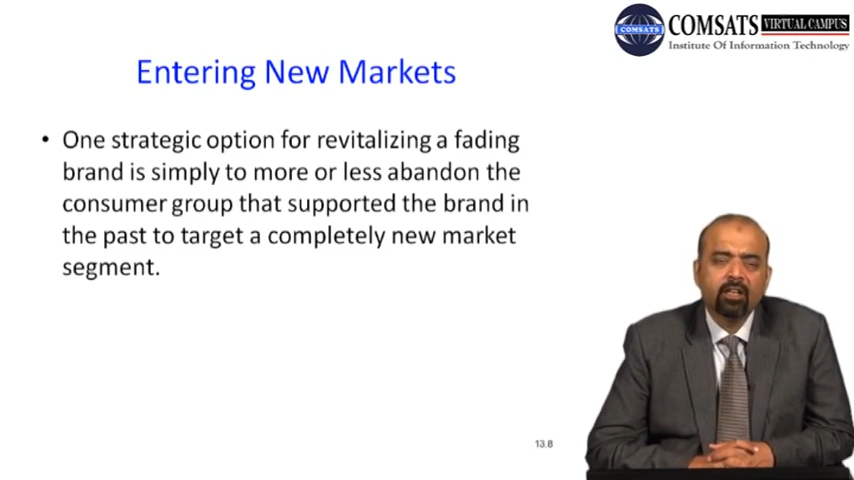 COMSATS VIRTUAL CAMPUS
Institute Of Information Technology
COMSATS
Entering New Markets
• One strategic option for revitalizing a fading
brand is simply to more or less abandon the
consumer group that supported the brand in
the past to target a completely new market
segment.
13.8